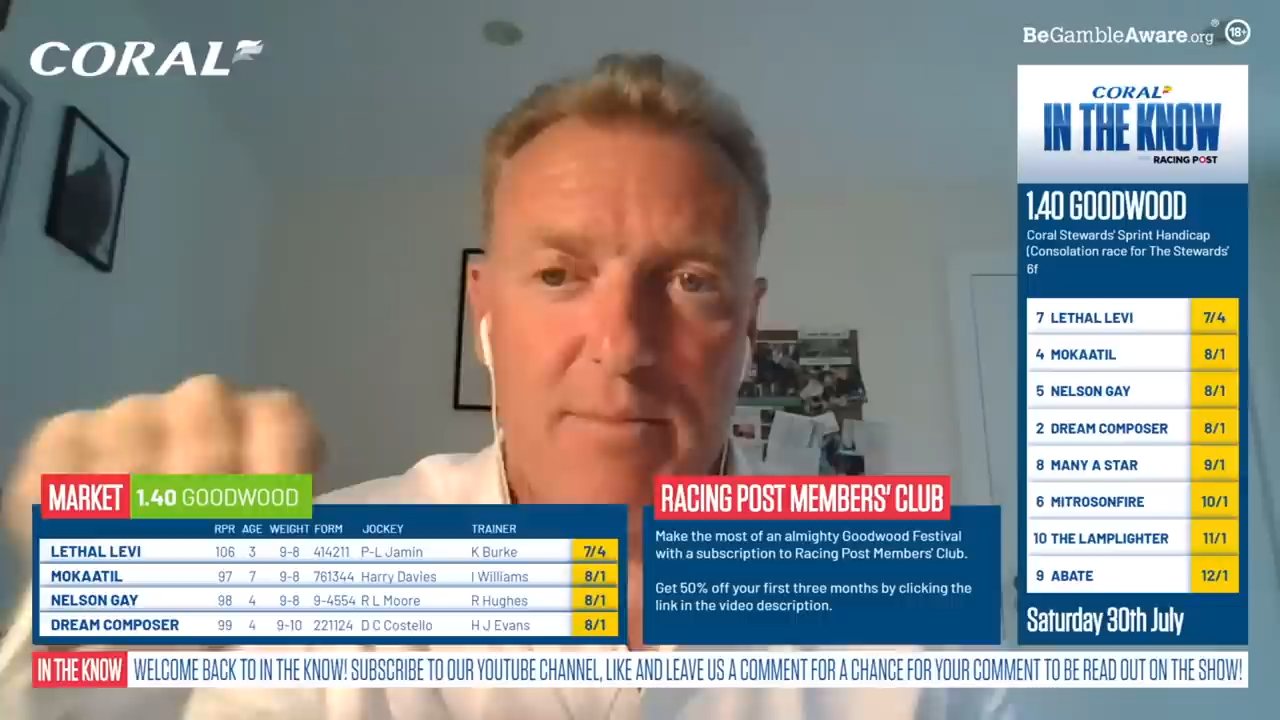 CORAL
BeGambleAware.org® 18+
CORAL
IN THE KNOW
RACING POST
1.40 GOODWOOD
Coral Stewards' Sprint Handicap
(Consolation race for The Stewards'
6f
7 LETHAL LEVI 7/4
4 MOKAATIL 8/1
5 NELSON GAY 8/1
2 DREAM COMPOSER 8/1
8 MANY A STAR 9/1
6 MITROSONFIRE 10/1
10 THE LAMPLIGHTER 11/1
9 ABATE 12/1
Saturday 30th July
MARKET 1.40 GOODWOOD
RPR AGE WEIGHT FORM JOCKEY TRAINER
LETHAL LEVI 106 3 9-8 414211 P-L Jamin K Burke 7/4
MOKAATIL 97 7 9-8 761344 Harry Davies I Williams 8/1
NELSON GAY 98 4 9-8 9-4554 R L Moore R Hughes 8/1
DREAM COMPOSER 99 4 9-10 221124 D C Costello H J Evans 8/1
RACING POST MEMBERS' CLUB
Make the most of an almighty Goodwood Festival
with a subscription to Racing Post Members' Club.
Get 50% off your first three months by clicking the
link in the video description.
IN THE KNOW WELCOME BACK TO IN THE KNOW! SUBSCRIBE TO OUR YOUTUBE CHANNEL, LIKE AND LEAVE US A COMMENT FOR A CHANCE FOR YOUR COMMENT TO BE READ OUT ON THE SHOW!